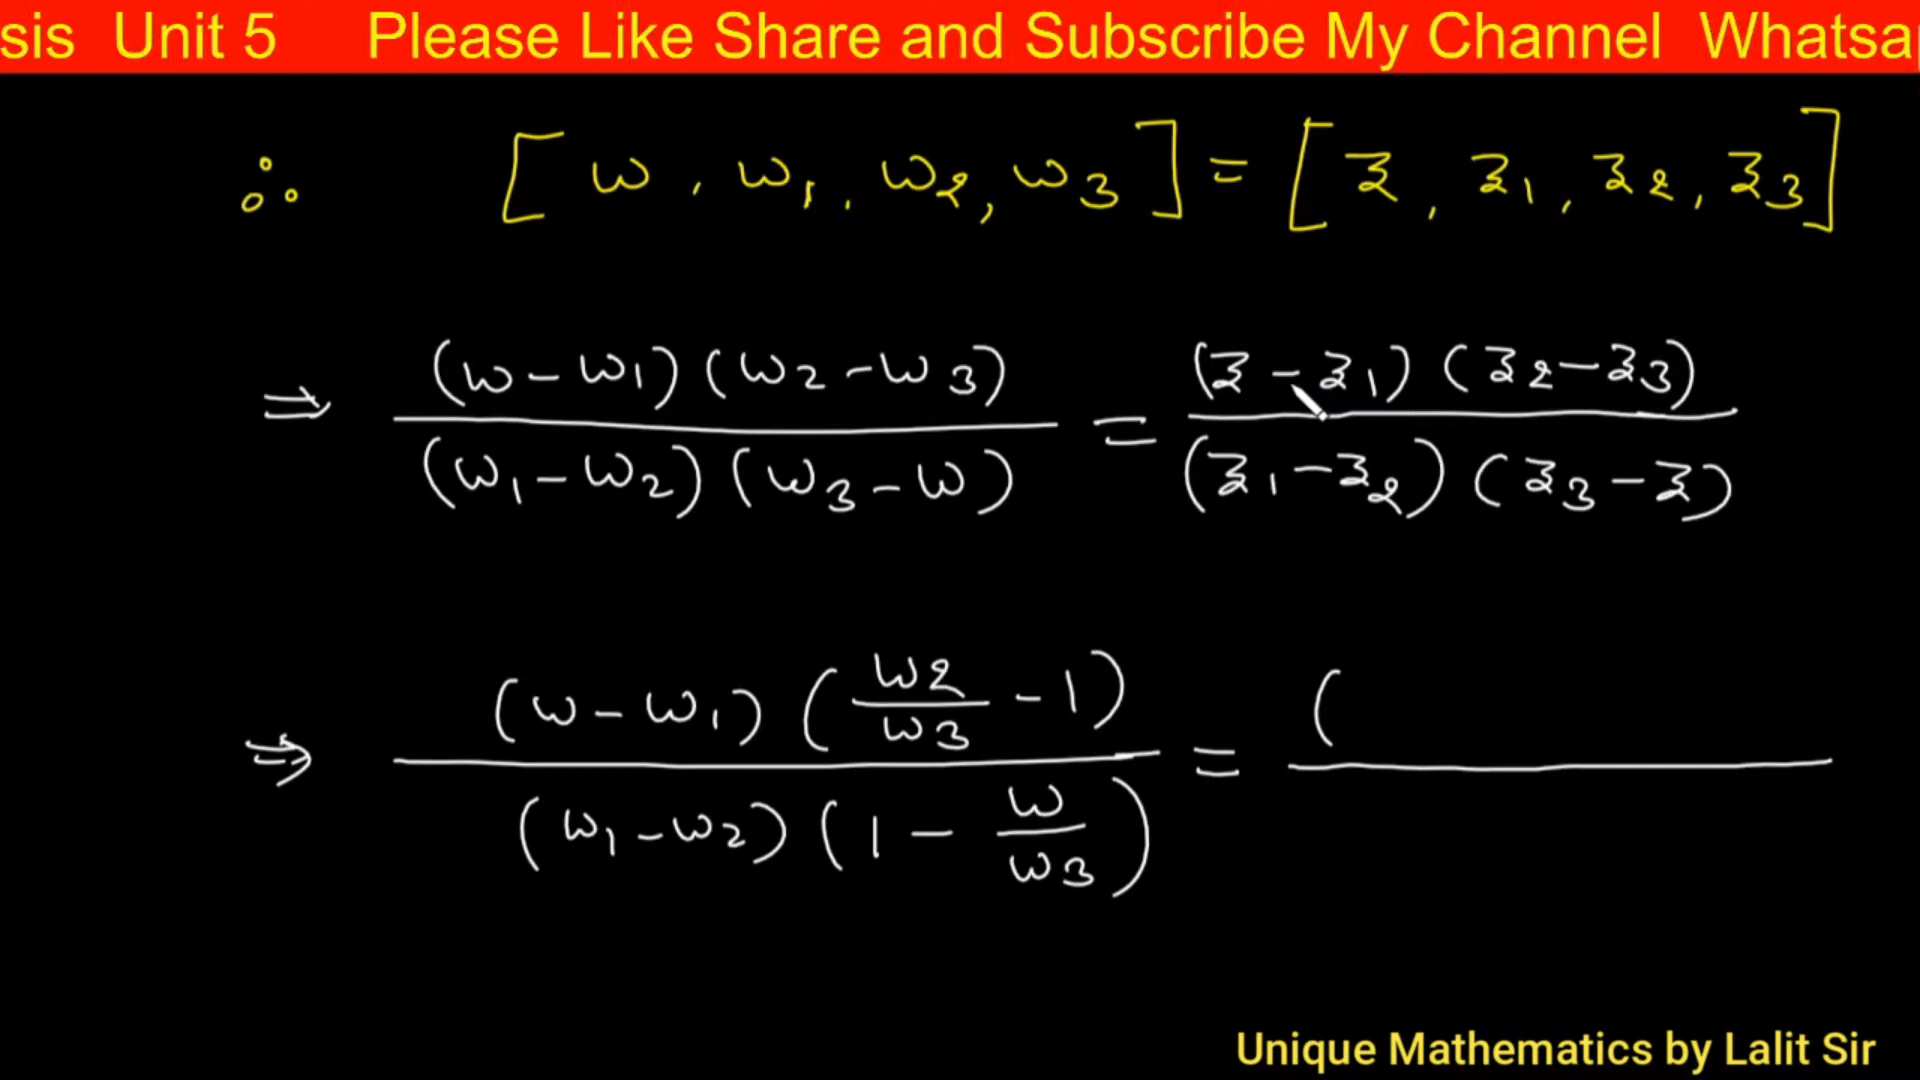 sis Unit 5 Please Like Share and Subscribe My Channel Whatsa
∴ [w, w₁, w₂, w₃] = [z, z₁, z₂, z₃]
⇒ (w - w₁)(w₂ - w₃) / (w₁ - w₂)(w₃ - w) = (z - z₁)(z₂ - z₃) / (z₁ - z₂)(z₃ - z)
⇒ (w - w₁)(w₂/w₃ - 1) / (w₁ - w₂)(1 - w/w₃) = (
Unique Mathematics by Lalit Sir